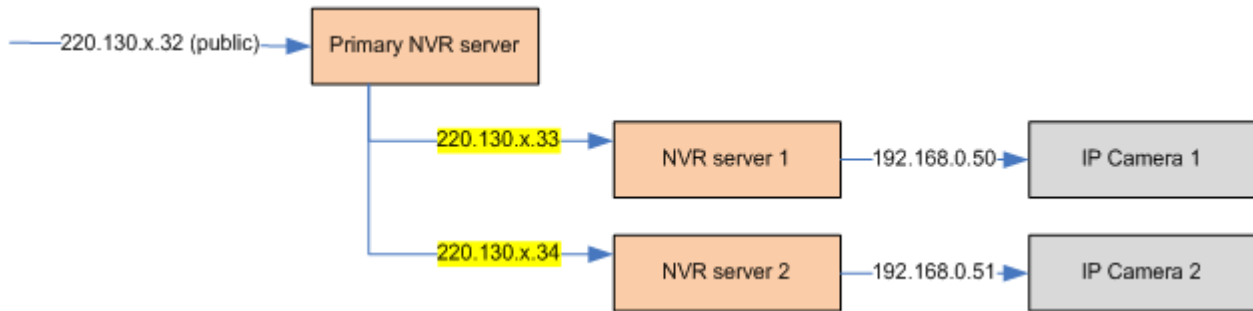 220.130.x.32 (public)
Primary NVR server
220.130.x.33
NVR server 1
192.168.0.50
IP Camera 1
220.130.x.34
NVR server 2
192.168.0.51
IP Camera 2